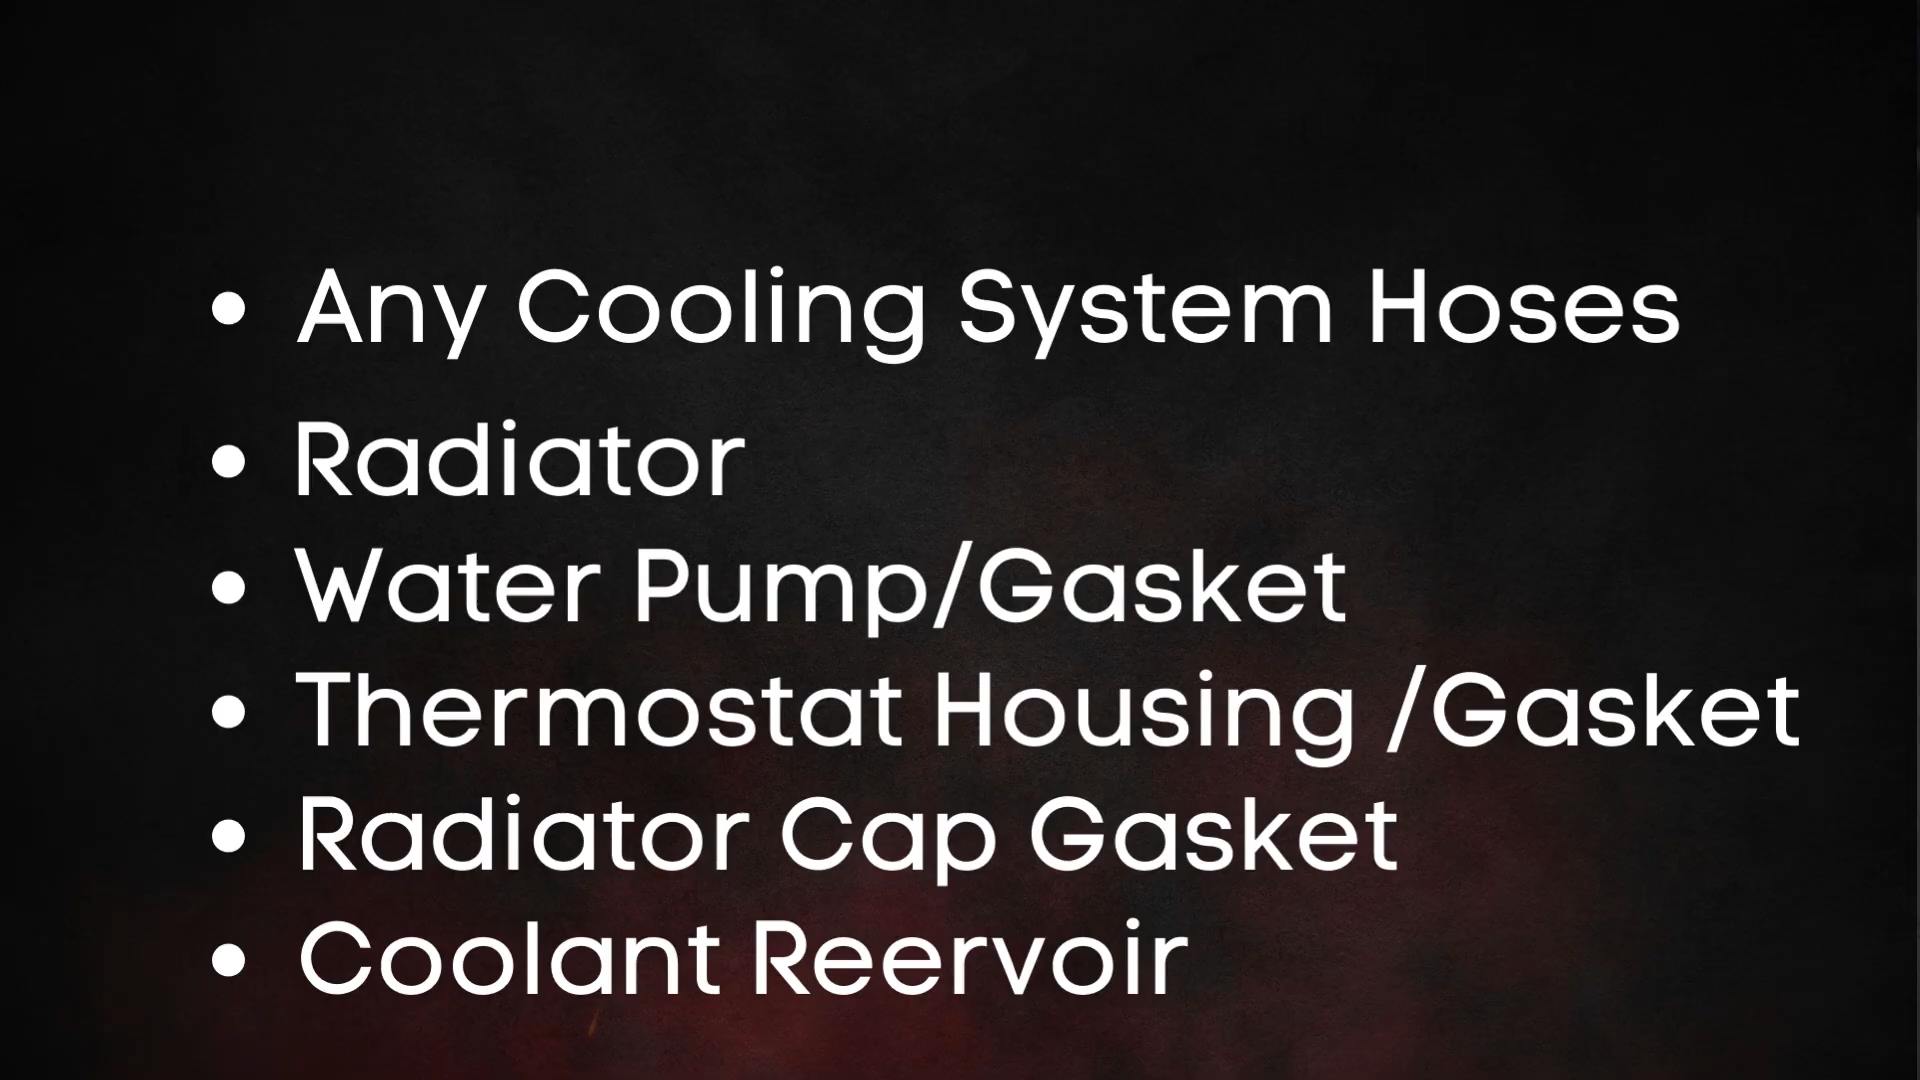 • Any Cooling System Hoses
• Radiator
• Water Pump/Gasket
• Thermostat Housing /Gasket
• Radiator Cap Gasket
• Coolant Reervoir